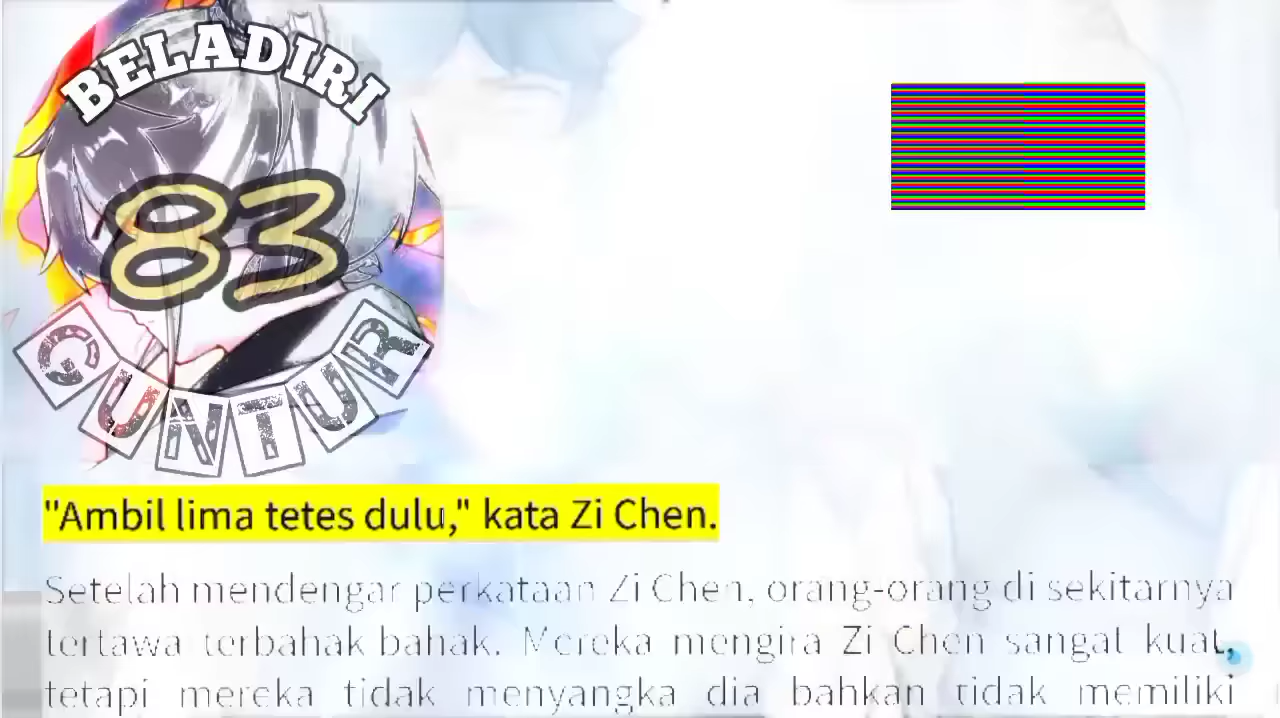 BELADIRI
83
GUNTUR
"Ambil lima tetes dulu," kata Zi Chen.
Setelah mendengar perkataan Zi Chen, orang-orang di sekitarnya
tertawa terbahak bahak. Mereka mengira Zi Chen sangat kuat,
tetapi mereka tidak menyangka dia bahkan tidak memiliki